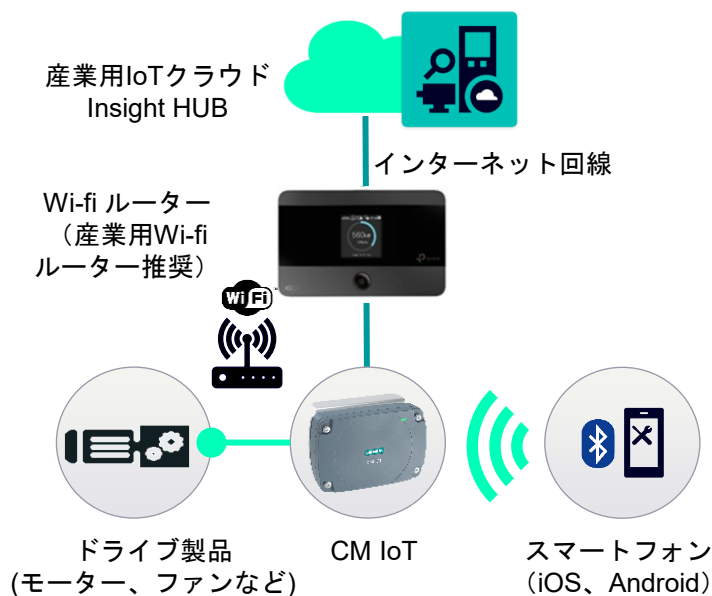 産業用IoTクラウド
Insight HUB
インターネット回線
Wi-fi ルーター
（産業用Wi-fi
ルーター推奨）
Wi Fi
ドライブ製品
(モーター、ファンなど)
CM IoT
スマートフォン
（iOS、Android）